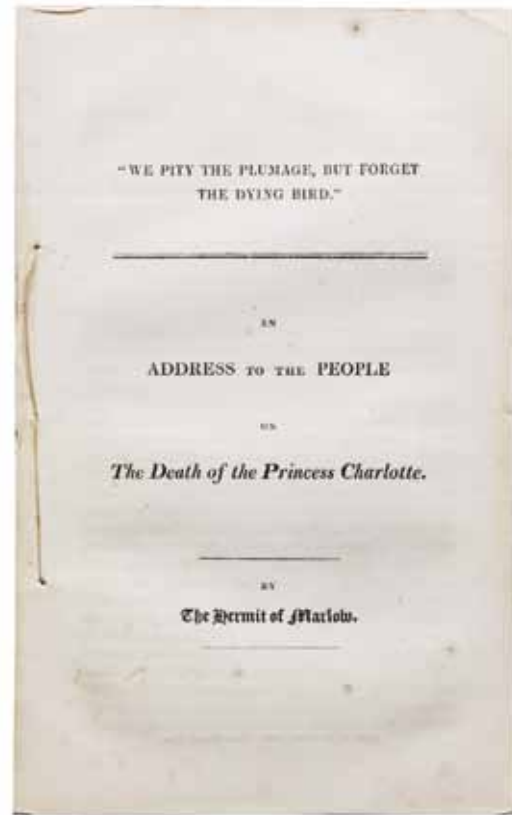 "WE PITY THE PLUMAGE, BUT FORGET
THE DYING BIRD."
AN
ADDRESS TO THE PEOPLE
ON
The Death of the Princess Charlotte.
BY
The Hermit of Marlow.